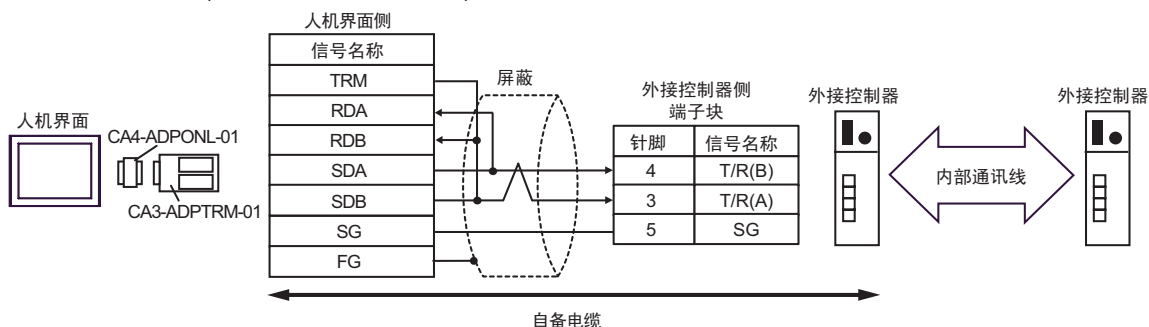 人机界面
CA4-ADPONL-01
CA3-ADPTRM-01
人机界面侧
信号名称
TRM
RDA
RDB
SDA
SDB
SG
FG
屏蔽
外接控制器侧
端子块
针脚 信号名称
4 T/R(B)
3 T/R(A)
5 SG
外接控制器
内部通讯线
外接控制器
自备电缆